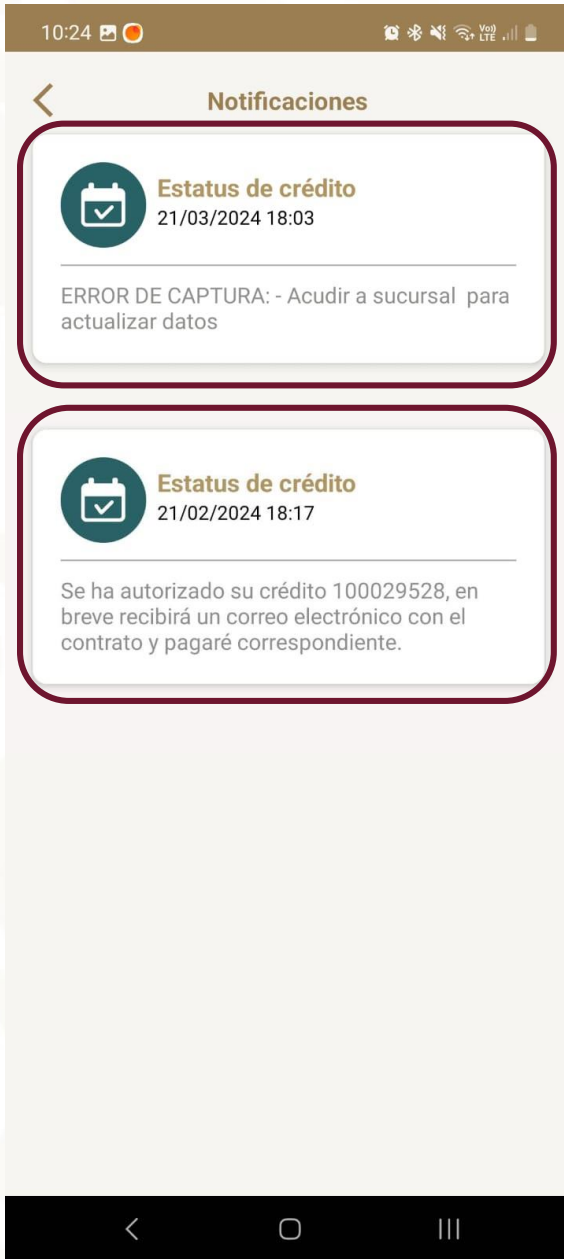 10:24
Vo))
LTE
Notificaciones
Estatus de crédito
21/03/2024 18:03
ERROR DE CAPTURA: - Acudir a sucursal  para
actualizar datos
Estatus de crédito
21/02/2024 18:17
Se ha autorizado su crédito 100029528, en
breve recibirá un correo electrónico con el
contrato y pagaré correspondiente.